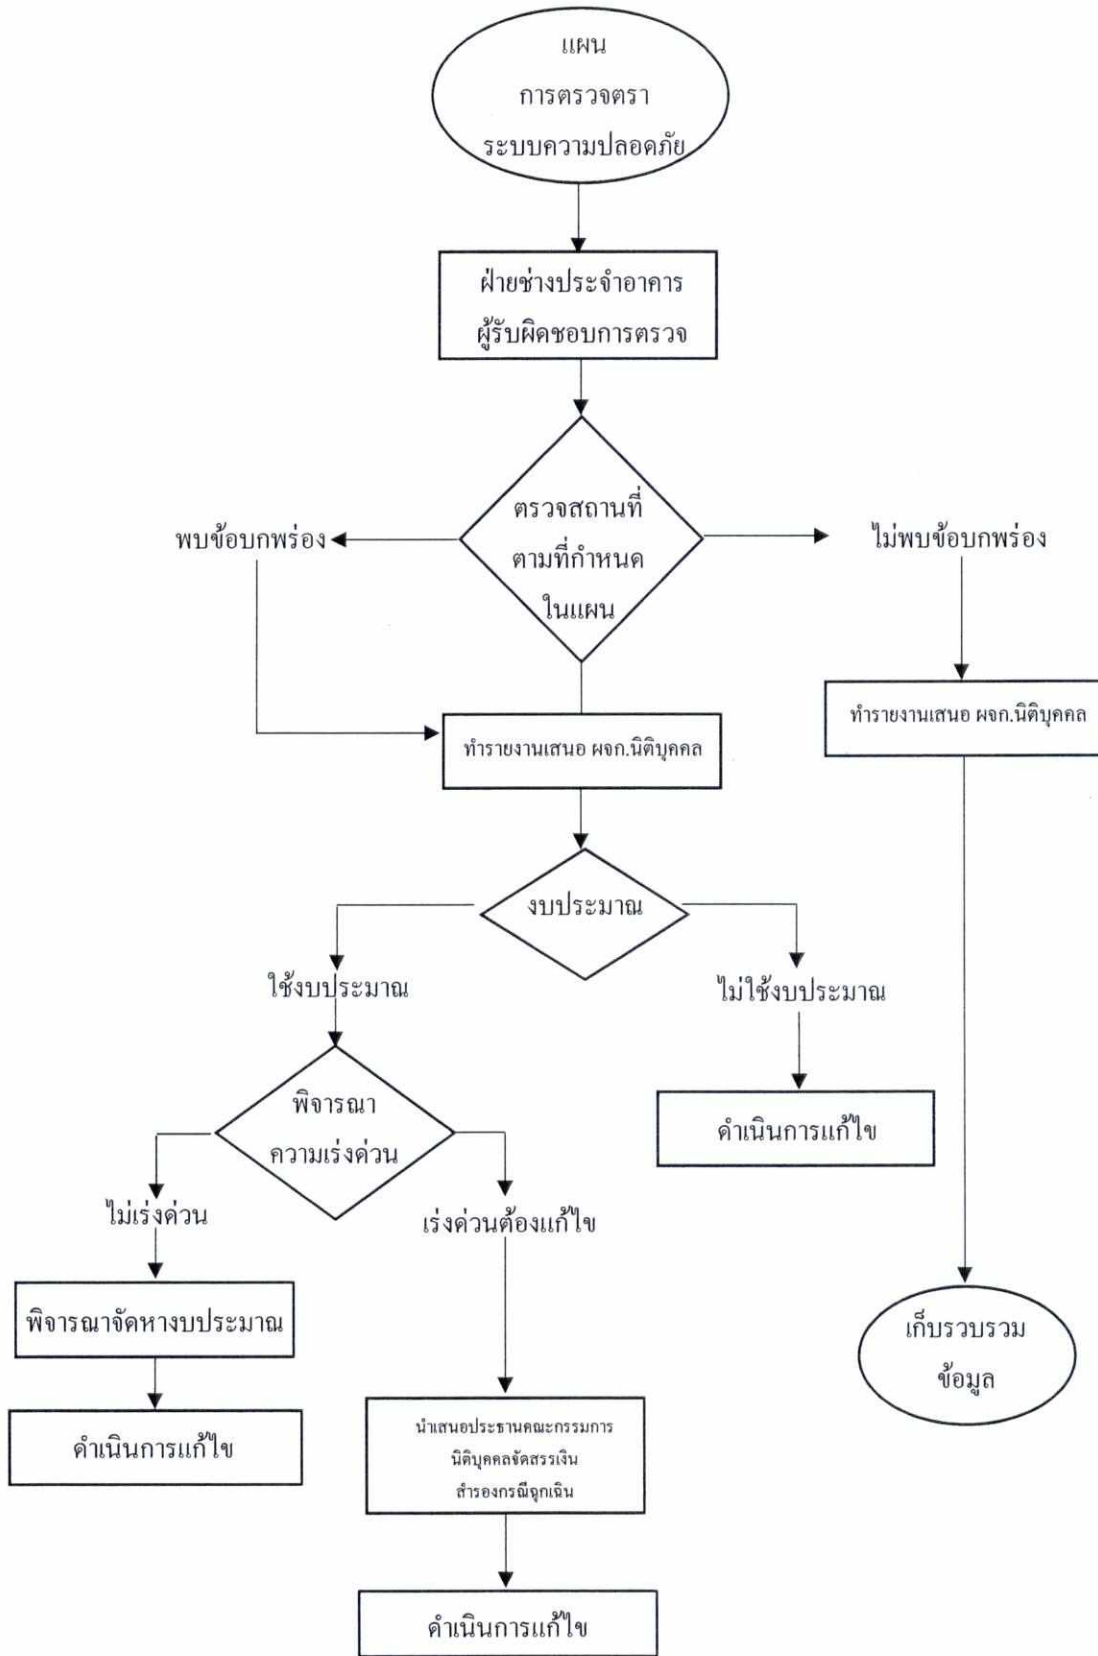 แผน
การตรวจตรา
ระบบความปลอดภัย
ฝ่ายช่างประจำอาคาร
ผู้รับผิดชอบการตรวจ
ตรวจสถานที่
ตามที่กำหนด
ในแผน
พบข้อบกพร่อง
ไม่พบข้อบกพร่อง
ทำรายงานเสนอ ผจก.นิติบุคคล
ทำรายงานเสนอ ผจก.นิติบุคคล
งบประมาณ
ใช้งบประมาณ
ไม่ใช้งบประมาณ
พิจารณา
ความเร่งด่วน
ดำเนินการแก้ไข
ไม่เร่งด่วน
เร่งด่วนต้องแก้ไข
พิจารณาจัดหางบประมาณ
เก็บรวบรวม
ข้อมูล
ดำเนินการแก้ไข
นำเสนอประธานคณะกรรมการ
นิติบุคคลจัดสรรเงิน
สำรองกรณีฉุกเฉิน
ดำเนินการแก้ไข